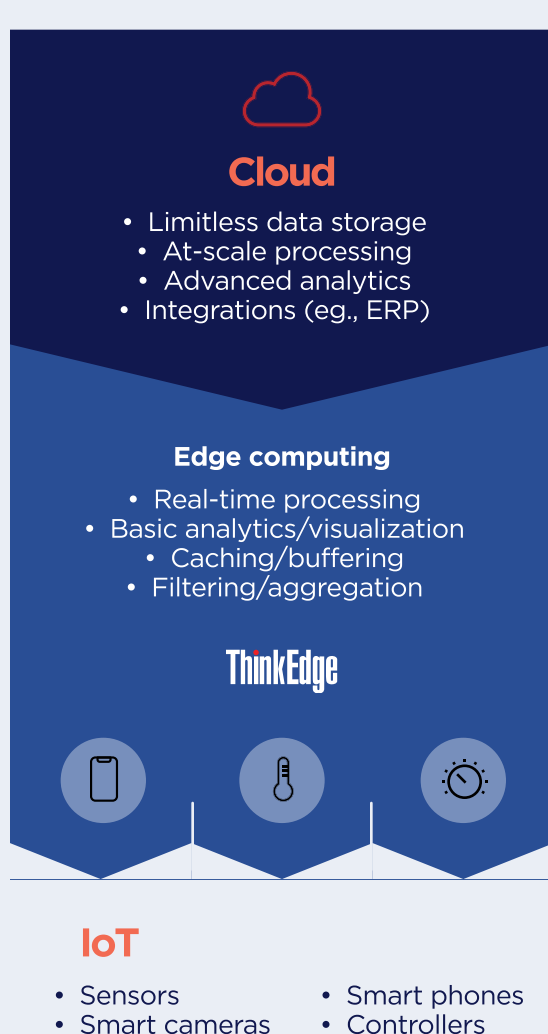 Cloud
• Limitless data storage
• At-scale processing
• Advanced analytics
• Integrations (eg., ERP)
Edge computing
• Real-time processing
• Basic analytics/visualization
• Caching/buffering
• Filtering/aggregation
ThinkEdge
IoT
• Sensors
• Smart cameras
• Smart phones
• Controllers